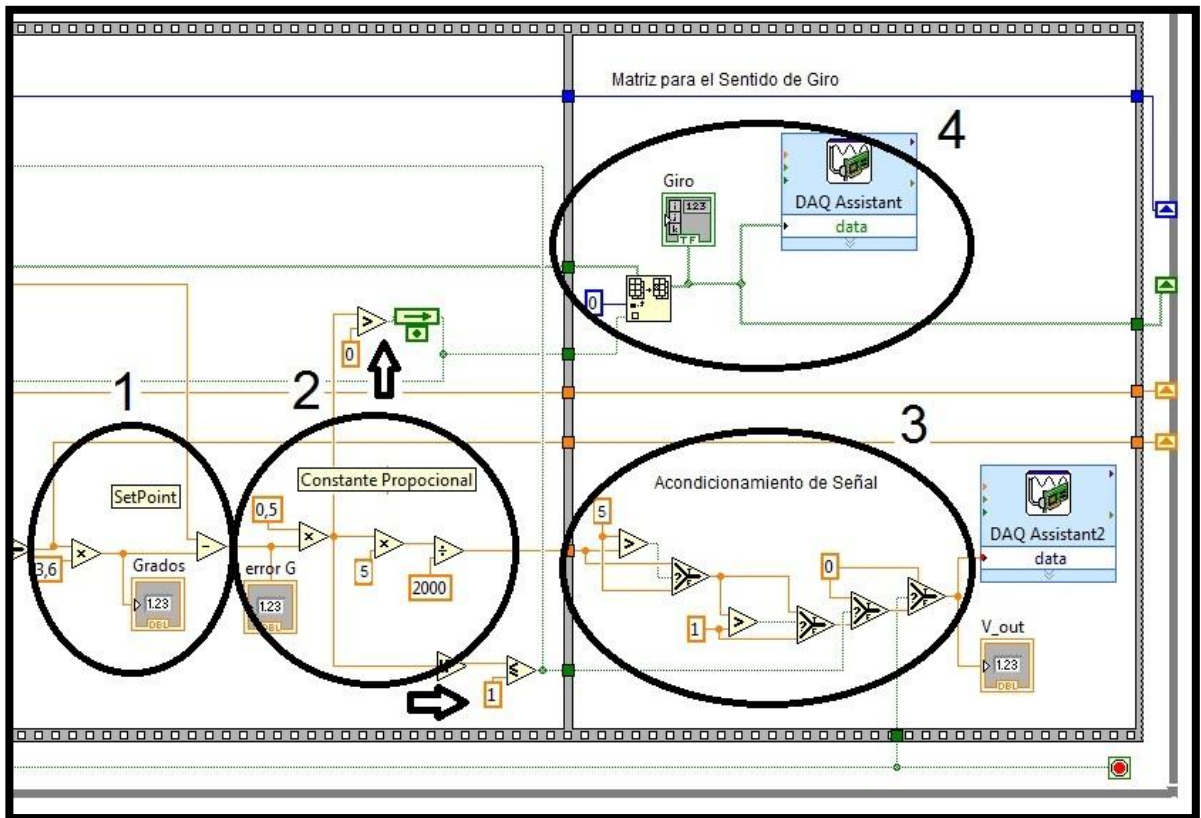 Matriz para el Sentido de Giro
4
Giro
i
j
k
123
TF
DAQ Assistant
data
0
>
0
1
2
3
SetPoint
Constante Propocional
Acondicionamiento de Señal
3,6
×
Grados
1.23
DBL
-
error G
1.23
DBL
0,5
×
×
5
÷
2000
≤
1
5
>
?
T
F
1
>
?
T
F
0
?
T
F
?
T
F
DAQ Assistant2
data
V_out
1.23
DBL